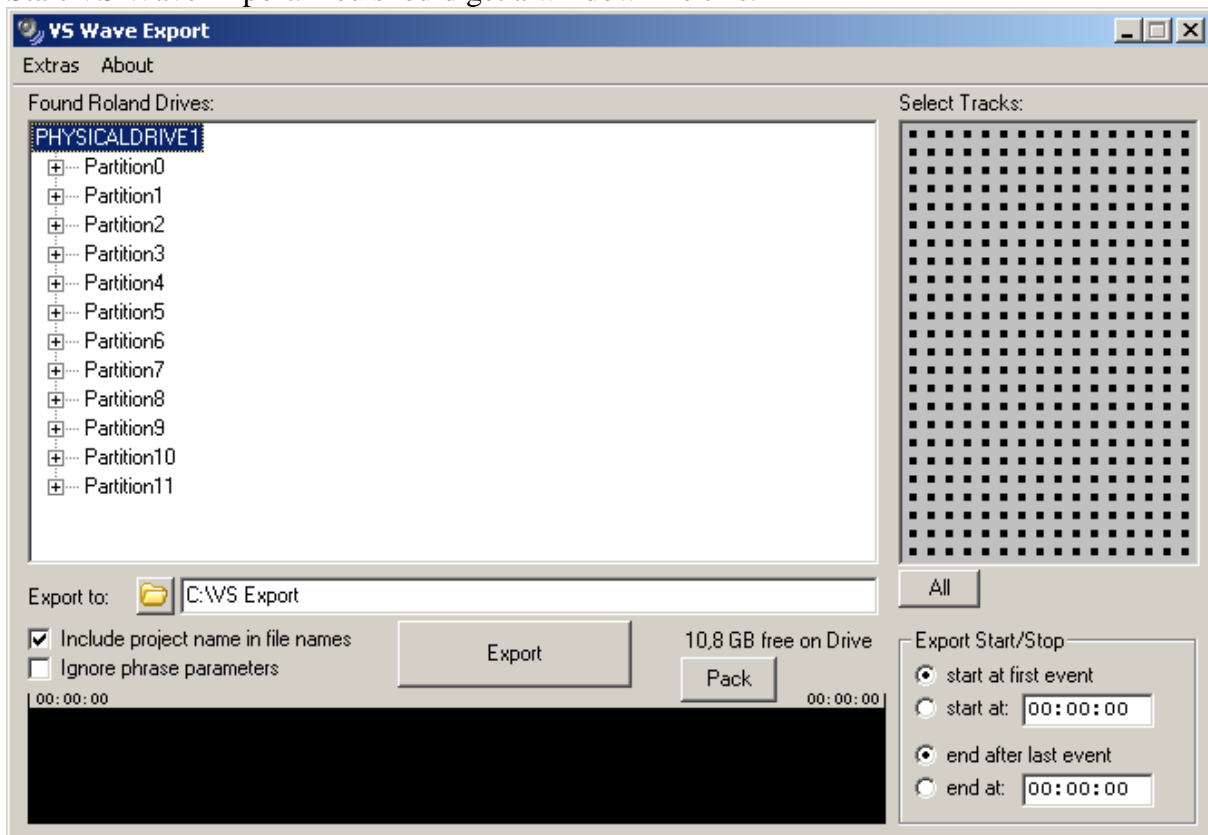 VS Wave Export
Extras About
Found Roland Drives:
Select Tracks:
PHYSICALDRIVE1
Partition0
Partition1
Partition2
Partition3
Partition4
Partition5
Partition6
Partition7
Partition8
Partition9
Partition10
Partition11
All
Export to: C:\VS Export
Include project name in file names
Ignore phrase parameters
Export
10,8 GB free on Drive
Pack
00:00:00 00:00:00
Export Start/Stop
start at first event
start at: 00:00:00
end after last event
end at: 00:00:00